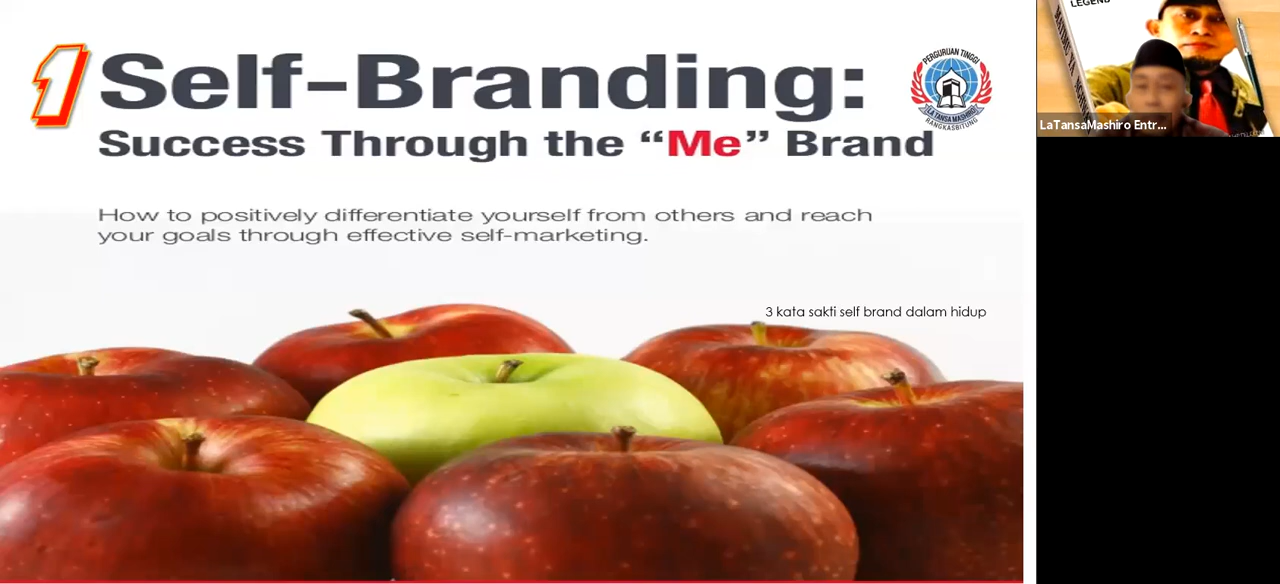 1
Self-Branding:
Success Through the “Me” Brand
PERGURUAN TINGGI
LA TANSA MASHIRO
RANGKASBITUNG
How to positively differentiate yourself from others and reach
your goals through effective self-marketing.
3 kata sakti self brand dalam hidup
LEGEND
LaTansaMashiro Entr...